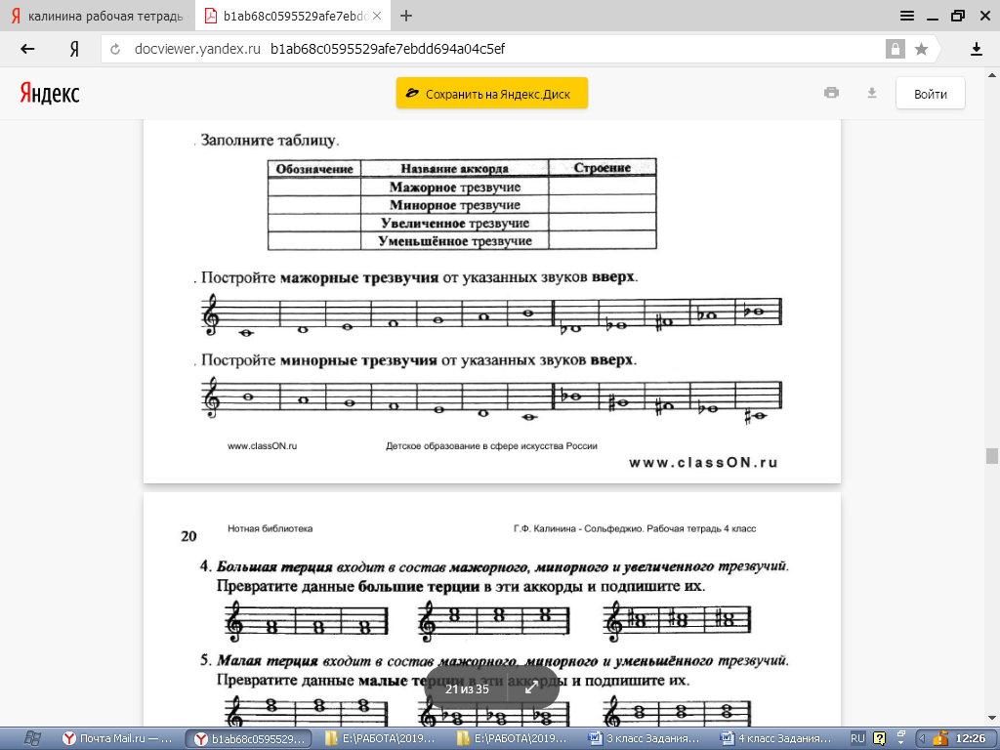 калинина рабочая тетрадь
b1ab68c0595529afe7ebdc
docviewer.yandex.ru b1ab68c0595529afe7ebdd694a04c5ef
Яндекс
Сохранить на Яндекс.Диск
Войти
. Заполните таблицу.
Обозначение Название аккорда Строение
Мажорное трезвучие
Минорное трезвучие
Увеличенное трезвучие
Уменьшённое трезвучие
. Постройте мажорные трезвучия от указанных звуков вверх.
. Постройте минорные трезвучия от указанных звуков вверх.
www.classON.ru Детское образование в сфере искусства России
www.classON.ru
20 Нотная библиотека Г.Ф. Калинина - Сольфеджио. Рабочая тетрадь 4 класс
4. Большая терция входит в состав мажорного, минорного и увеличенного трезвучий.
Превратите данные большие терции в эти аккорды и подпишите их.
5. Малая терция входит в состав мажорного, минорного и уменьшённого трезвучий.
Превратите данные малые терции в эти аккорды и подпишите их.
21 из 35
Почта Mail.ru — ... b1ab68c0595529... E:\РАБОТА\2019... E:\РАБОТА\2019... 3 класс Задания... 4 класс Задания... RU 12:26